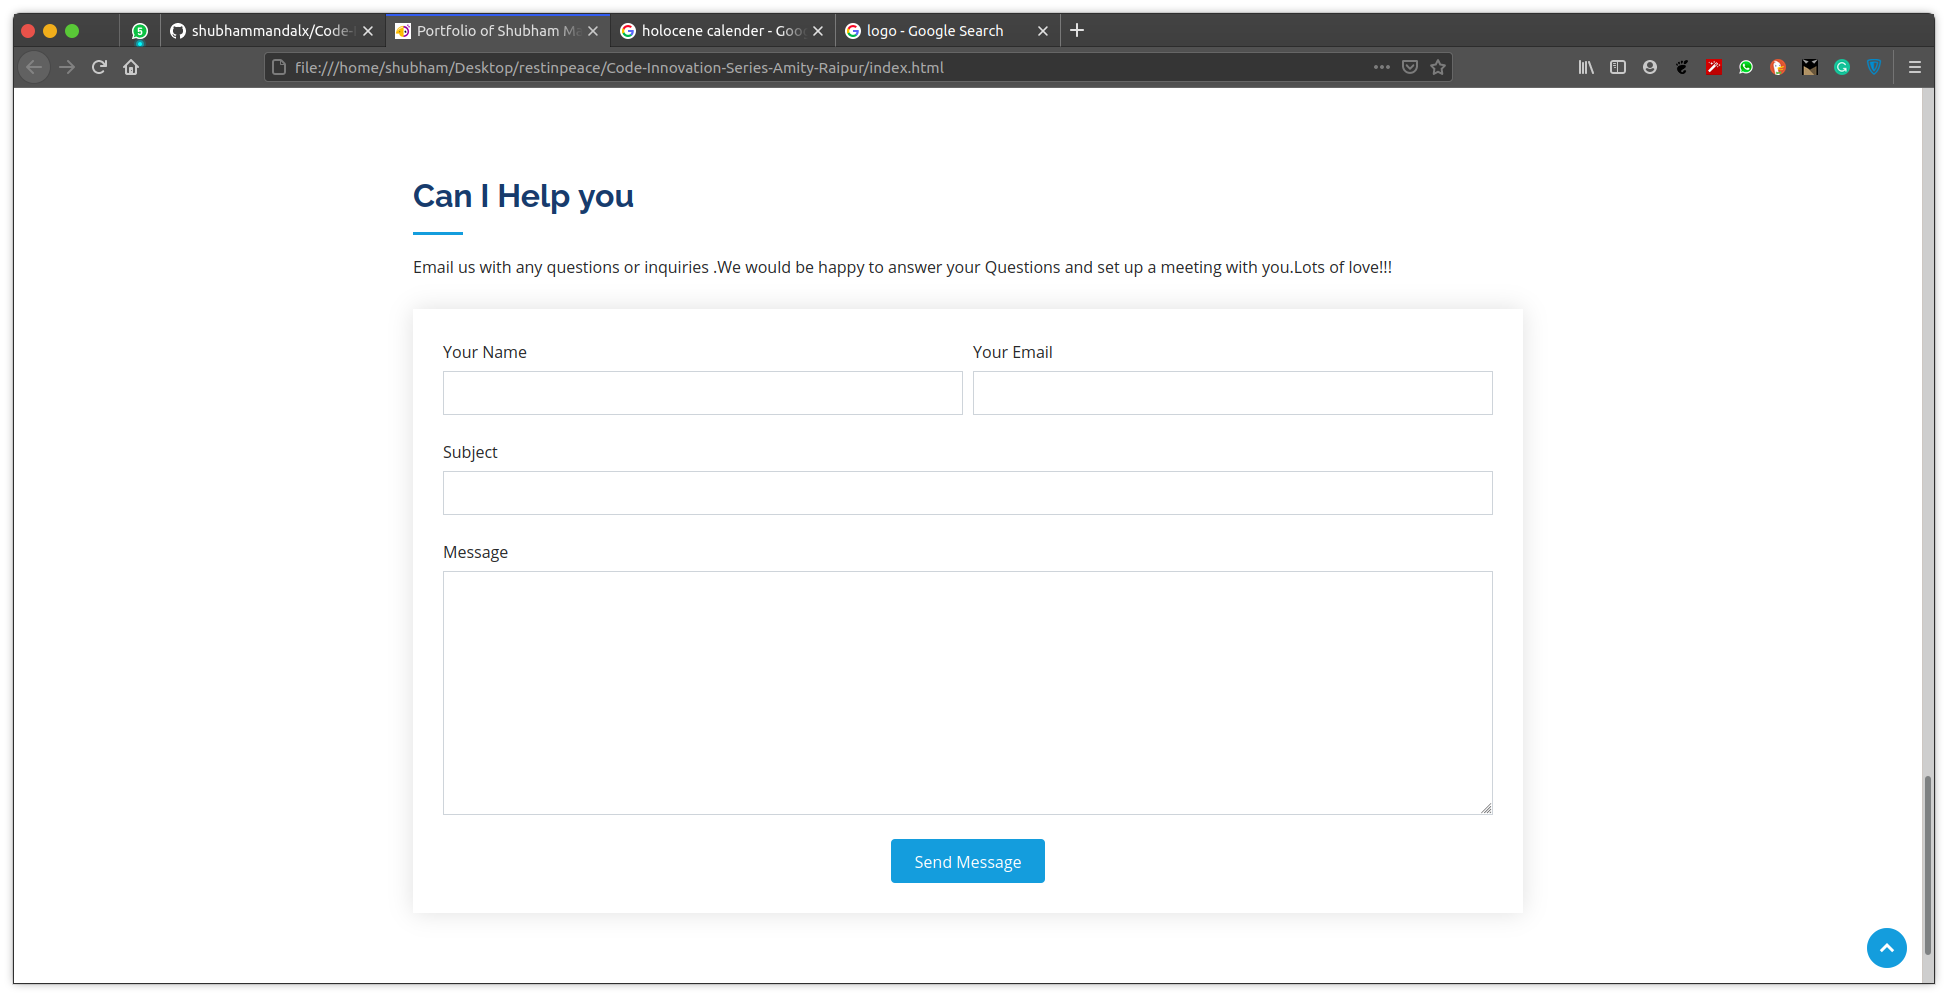 5
shubhammandalx/Code-
Portfolio of Shubham Ma
holocene calender - Goo
logo - Google Search
file:///home/shubham/Desktop/restinpeace/Code-Innovation-Series-Amity-Raipur/index.html
Can I Help you
Email us with any questions or inquiries .We would be happy to answer your Questions and set up a meeting with you.Lots of love!!!
Your Name
Your Email
Subject
Message
Send Message